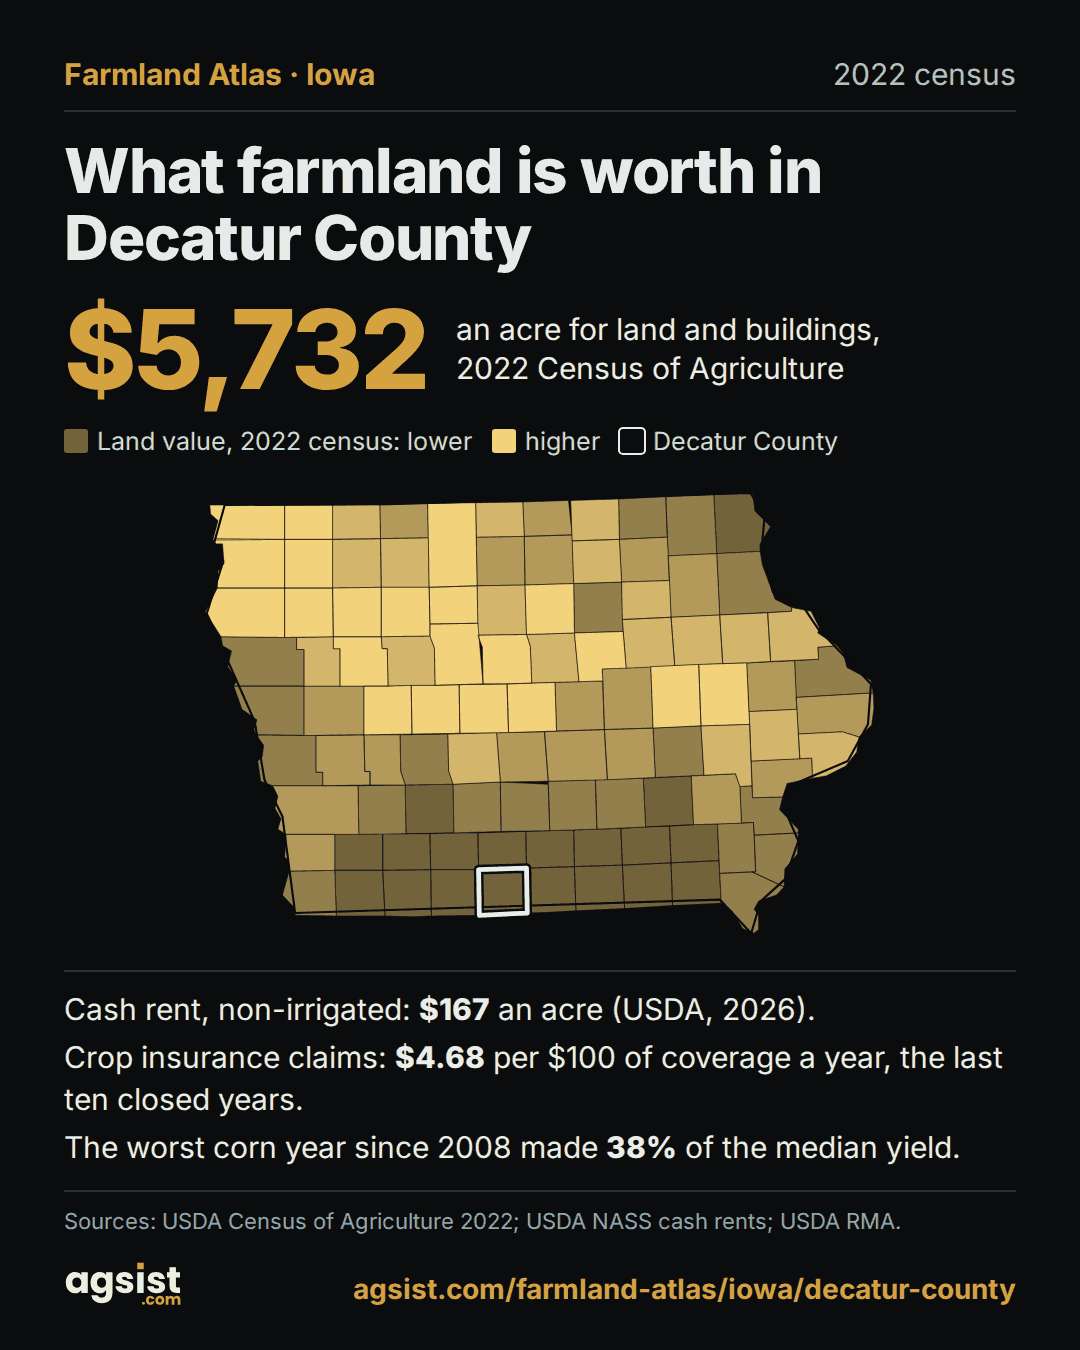 Farmland Atlas · Iowa
2022 census
What farmland is worth in
Decatur County
$5,732
an acre for land and buildings,
2022 Census of Agriculture
Land value, 2022 census: lower
higher
Decatur County
Cash rent, non-irrigated: $167 an acre (USDA, 2026).
Crop insurance claims: $4.68 per $100 of coverage a year, the last
ten closed years.
The worst corn year since 2008 made 38% of the median yield.
Sources: USDA Census of Agriculture 2022; USDA NASS cash rents; USDA RMA.
agsist
.com
agsist.com/farmland-atlas/iowa/decatur-county